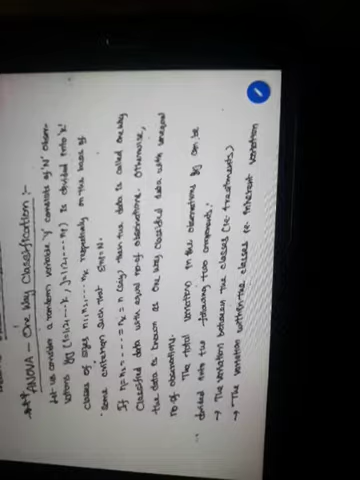 *** ANOVA - One Way Classification :-
Let us consider a random variable 'y' consists of 'N' obser-
vations yij (i=1,2,...k, j=1,2,...ni) is divided into 'k'
classes of sizes n1,n2,...nk respectively on the basis of
some criterion such that Σni=N.
If n1=n2=....=nk=n (say) then the data is called one way
classified data with equal no.of observations. Otherwise,
the data is known as one way classified data with unequal
no.of observations.
The total variation in the observations yij can be
divided into the following two components.
→ The variation between the classes (ie. treatments)
→ The variation within the classes ie. Inherent variation